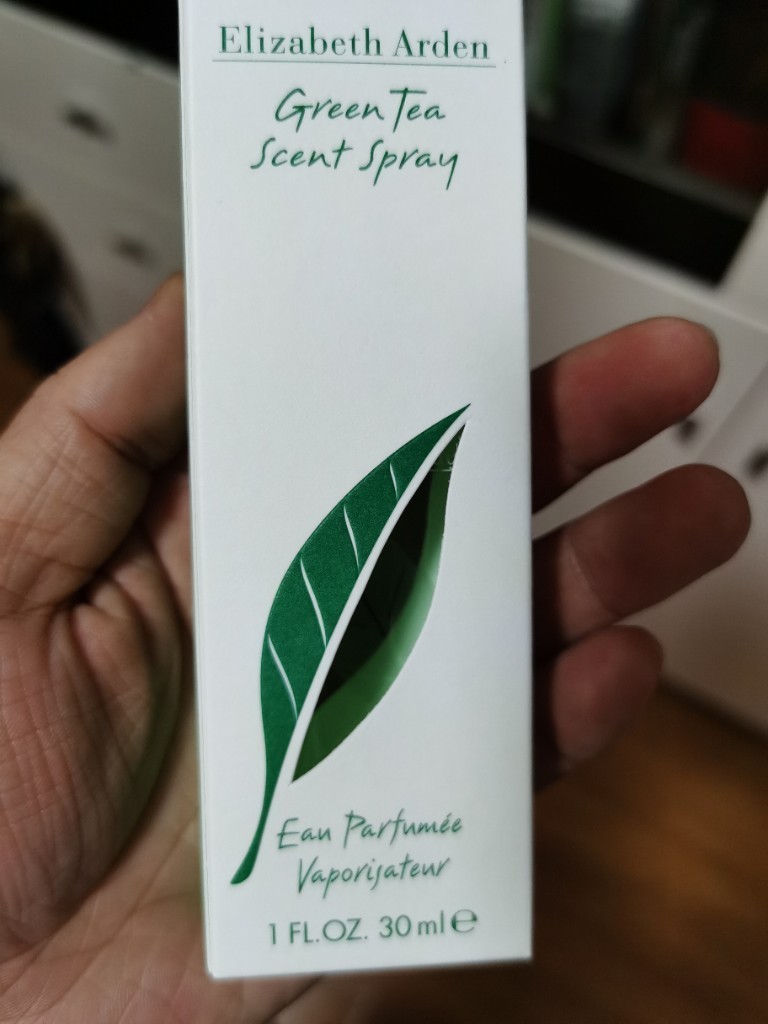 Elizabeth Arden
Green Tea
Scent Spray
Eau Parfumée
Vaporisateur
1 FL.OZ. 30 ml ℮